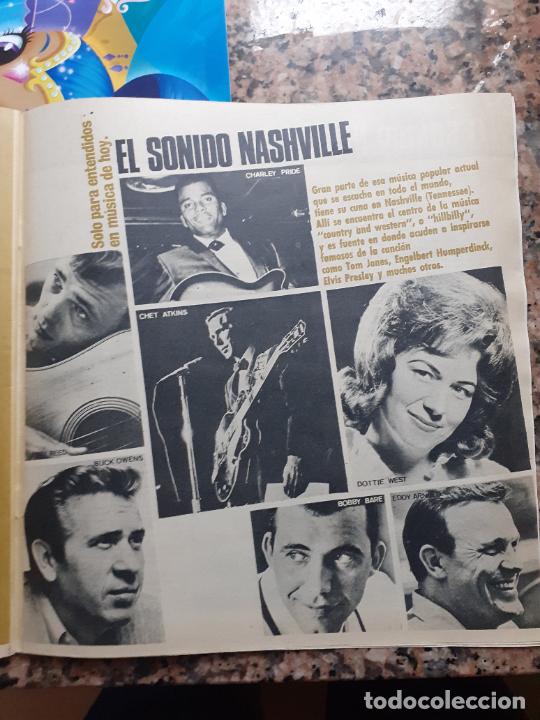 Solo para entendidos
en música de hoy.
EL SONIDO NASHVILLE
CHARLEY PRIDE
Gran parte de esa música popular actual
que se escucha en todo el mundo,
tiene su cuna en Nashville (Tennessee).
Allí se encuentra el centro de la música
"country and western", o "hillbilly",
y es fuente en donde acuden a inspirarse
famosos de la canción
como Tom Jones, Engelbert Humperdinck,
Elvis Presley y muchos otros.
CHET ATKINS
REED
BUCK OWENS
DOTTIE WEST
BOBBY BARE
EDDY
todocoleccion.net